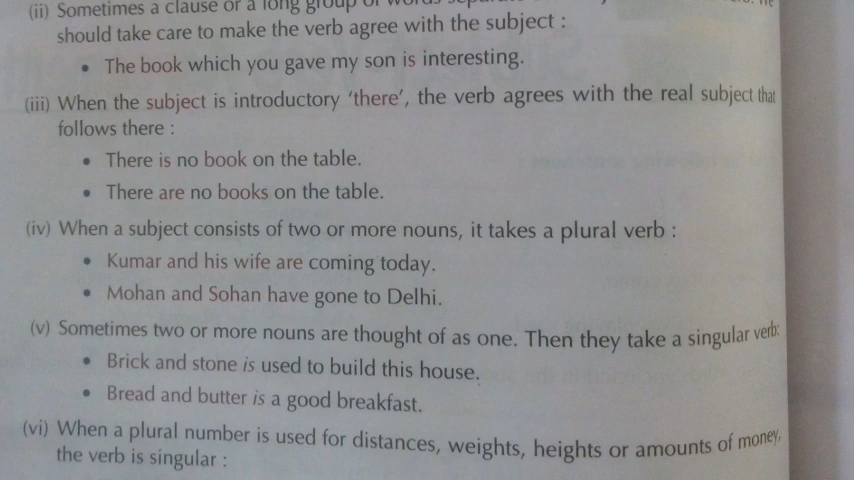 (ii) Sometimes a clause or a long group of words
should take care to make the verb agree with the subject :
• The book which you gave my son is interesting.
(iii) When the subject is introductory 'there', the verb agrees with the real subject that
follows there :
• There is no book on the table.
• There are no books on the table.
(iv) When a subject consists of two or more nouns, it takes a plural verb :
• Kumar and his wife are coming today.
• Mohan and Sohan have gone to Delhi.
(v) Sometimes two or more nouns are thought of as one. Then they take a singular verb:
• Brick and stone is used to build this house.
• Bread and butter is a good breakfast.
(vi) When a plural number is used for distances, weights, heights or amounts of money,
the verb is singular :